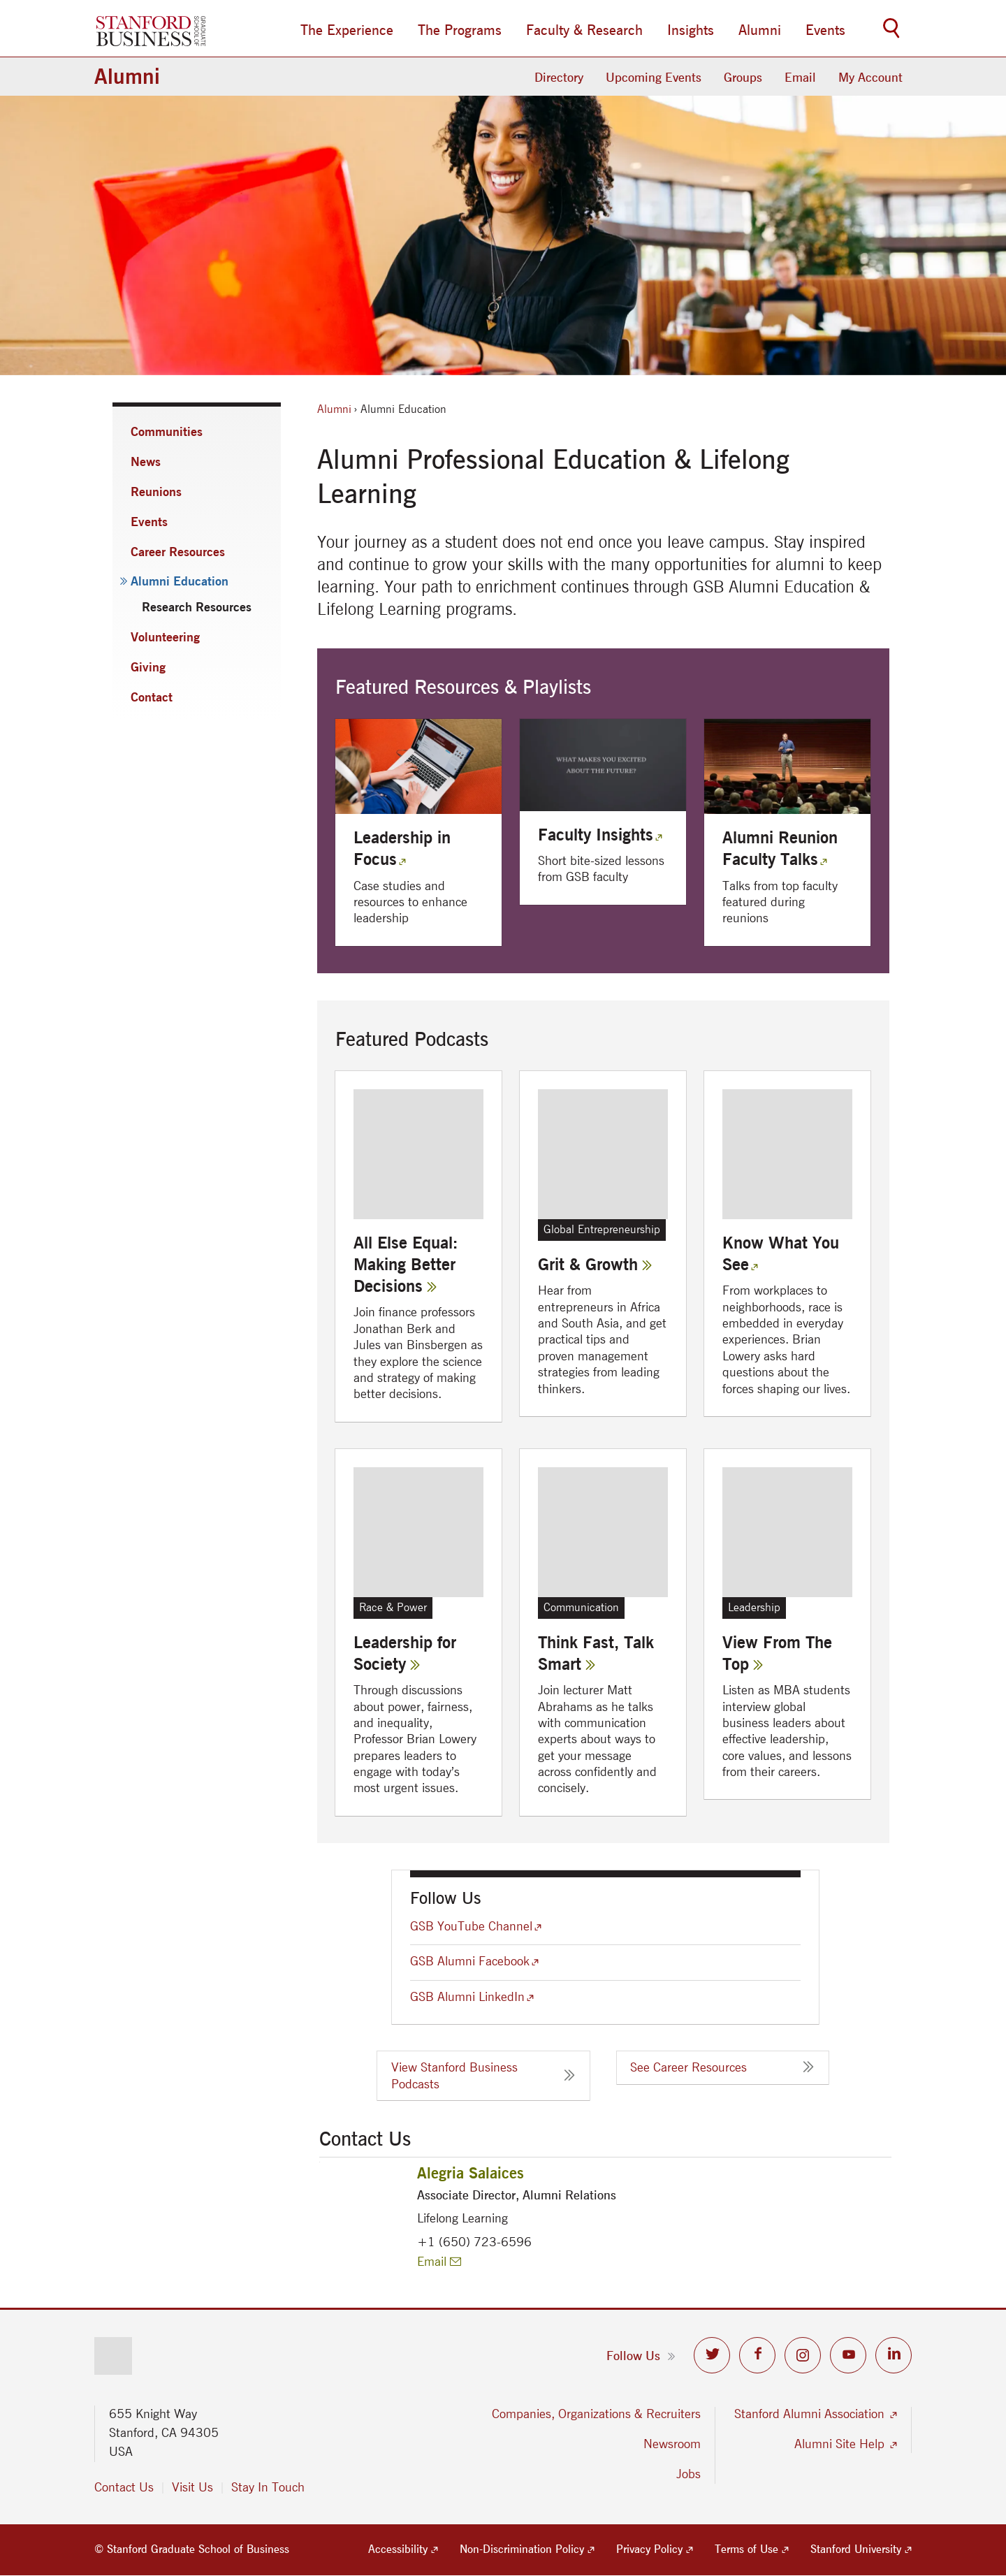 STANFORD
BUSINESS
GRADUATE
SCHOOL OF
The Experience
The Programs
Faculty & Research
Insights
Alumni
Events
Alumni
Directory
Upcoming Events
Groups
Email
My Account
Communities
News
Reunions
Events
Career Resources
» Alumni Education
Research Resources
Volunteering
Giving
Contact
Alumni › Alumni Education
Alumni Professional Education & Lifelong
Learning
Your journey as a student does not end once you leave campus. Stay inspired
and continue to grow your skills with the many opportunities for alumni to keep
learning. Your path to enrichment continues through GSB Alumni Education &
Lifelong Learning programs.
Featured Resources & Playlists
Leadership in
Focus
Case studies and
resources to enhance
leadership
WHAT MAKES YOU EXCITED
ABOUT THE FUTURE?
Faculty Insights
Short bite-sized lessons
from GSB faculty
Alumni Reunion
Faculty Talks
Talks from top faculty
featured during
reunions
Featured Podcasts
All Else Equal:
Making Better
Decisions »
Join finance professors
Jonathan Berk and
Jules van Binsbergen as
they explore the science
and strategy of making
better decisions.
Global Entrepreneurship
Grit & Growth »
Hear from
entrepreneurs in Africa
and South Asia, and get
practical tips and
proven management
strategies from leading
thinkers.
Know What You
See
From workplaces to
neighborhoods, race is
embedded in everyday
experiences. Brian
Lowery asks hard
questions about the
forces shaping our lives.
Race & Power
Leadership for
Society »
Through discussions
about power, fairness,
and inequality,
Professor Brian Lowery
prepares leaders to
engage with today’s
most urgent issues.
Communication
Think Fast, Talk
Smart »
Join lecturer Matt
Abrahams as he talks
with communication
experts about ways to
get your message
across confidently and
concisely.
Leadership
View From The
Top »
Listen as MBA students
interview global
business leaders about
effective leadership,
core values, and lessons
from their careers.
Follow Us
GSB YouTube Channel
GSB Alumni Facebook
GSB Alumni LinkedIn
View Stanford Business
Podcasts »
See Career Resources »
Contact Us
Alegria Salaices
Associate Director, Alumni Relations
Lifelong Learning
+1 (650) 723-6596
Email
Follow Us »
655 Knight Way
Stanford, CA 94305
USA
Contact Us
Visit Us
Stay In Touch
Companies, Organizations & Recruiters
Newsroom
Jobs
Stanford Alumni Association
Alumni Site Help
© Stanford Graduate School of Business
Accessibility
Non-Discrimination Policy
Privacy Policy
Terms of Use
Stanford University